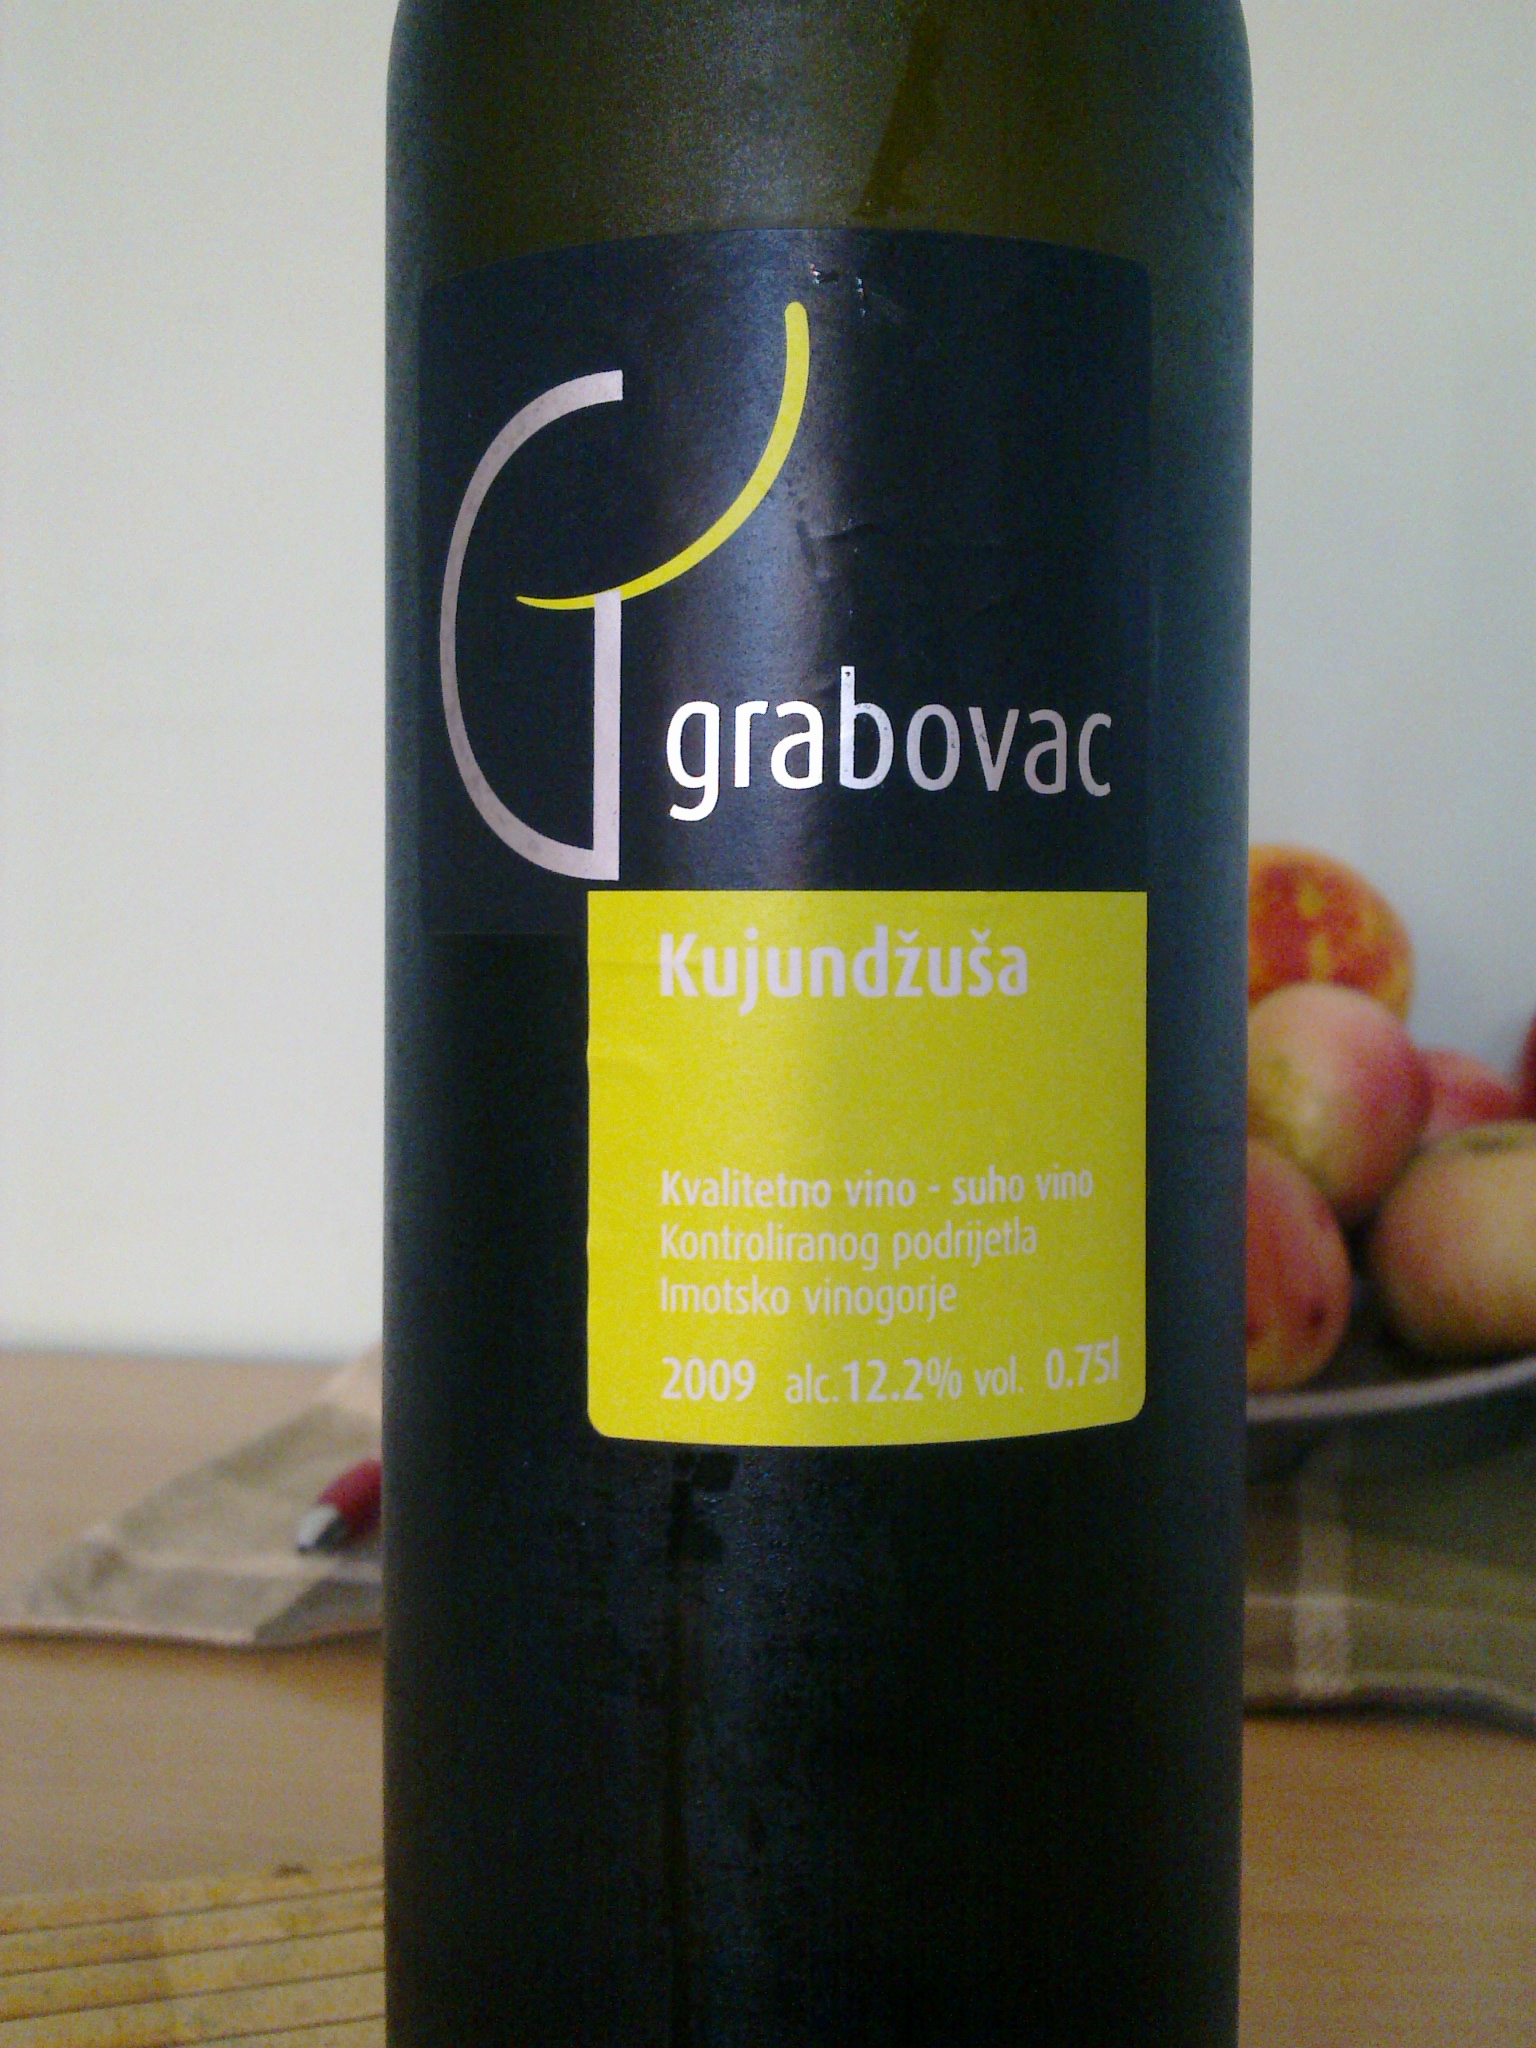 grabovac
Kujundžuša
Kvalitetno vino - suho vino
Kontroliranog podrijetla
Imotsko vinogorje
2009 alc.12.2% vol. 0.75l